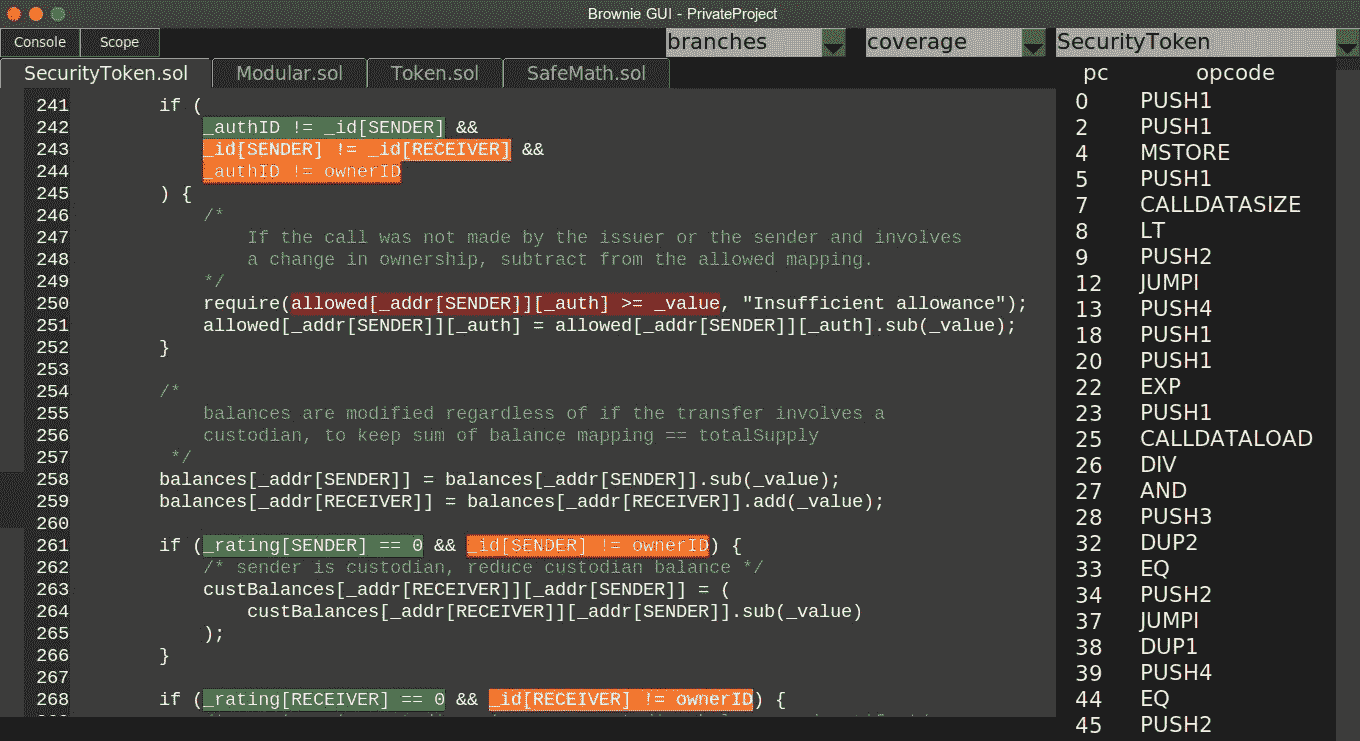 Brownie GUI - PrivateProject
Console Scope branches coverage SecurityToken
SecurityToken.sol Modular.sol Token.sol SafeMath.sol
241 if (
242 _authID != _id[SENDER] &&
243 _id[SENDER] != _id[RECEIVER] &&
244 _authID != ownerID
245 ) {
246 /*
247 If the call was not made by the issuer or the sender and involves
248 a change in ownership, subtract from the allowed mapping.
249 */
250 require(allowed[_addr[SENDER]][_auth] >= _value, "Insufficient allowance");
251 allowed[_addr[SENDER]][_auth] = allowed[_addr[SENDER]][_auth].sub(_value);
252 }
253
254 /*
255 balances are modified regardless of if the transfer involves a
256 custodian, to keep sum of balance mapping == totalSupply
257 */
258 balances[_addr[SENDER]] = balances[_addr[SENDER]].sub(_value);
259 balances[_addr[RECEIVER]] = balances[_addr[RECEIVER]].add(_value);
260
261 if (_rating[SENDER] == 0 && _id[SENDER] != ownerID) {
262 /* sender is custodian, reduce custodian balance */
263 custBalances[_addr[RECEIVER]][_addr[SENDER]] = (
264 custBalances[_addr[RECEIVER]][_addr[SENDER]].sub(_value)
265 );
266 }
267
268 if (_rating[RECEIVER] == 0 && _id[RECEIVER] != ownerID) {
pc opcode
0 PUSH1
2 PUSH1
4 MSTORE
5 PUSH1
7 CALLDATASIZE
8 LT
9 PUSH2
12 JUMPI
13 PUSH4
18 PUSH1
20 PUSH1
22 EXP
23 PUSH1
25 CALLDATALOAD
26 DIV
27 AND
28 PUSH3
32 DUP2
33 EQ
34 PUSH2
37 JUMPI
38 DUP1
39 PUSH4
44 EQ
45 PUSH2